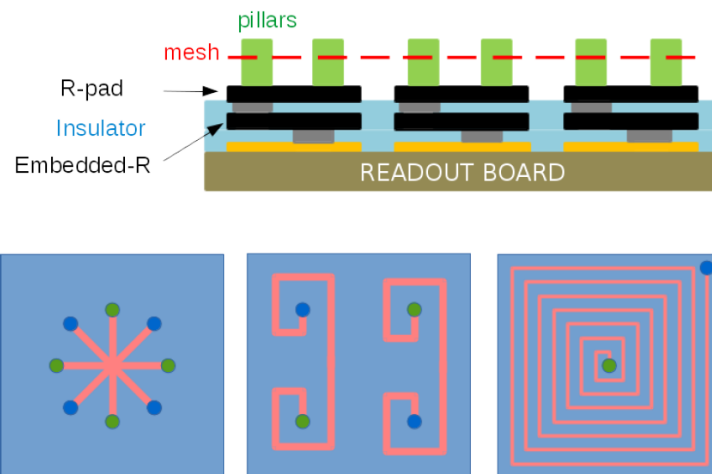 pillars
mesh
R-pad
Insulator
Embedded-R
READOUT BOARD